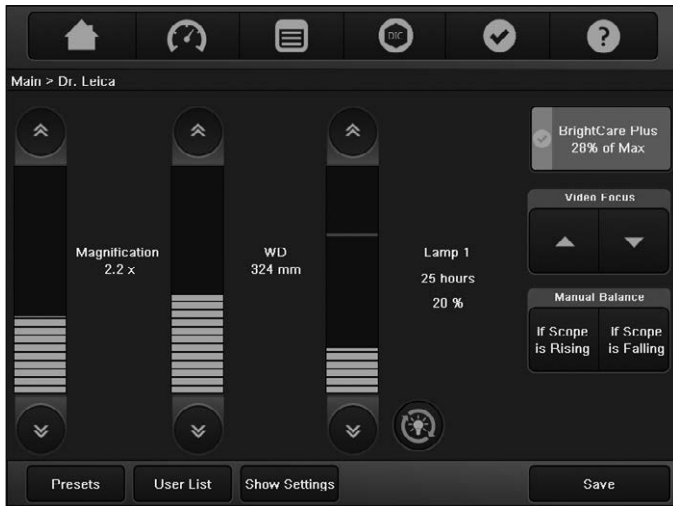 DIC
?
Main > Dr. Leica
BrightCare Plus
28% of Max
Video Focus
Magnification
2.2 x
WD
324 mm
Lamp 1
25 hours
20 %
Manual Balance
If Scope
is Rising
If Scope
is Falling
Presets
User List
Show Settings
Save